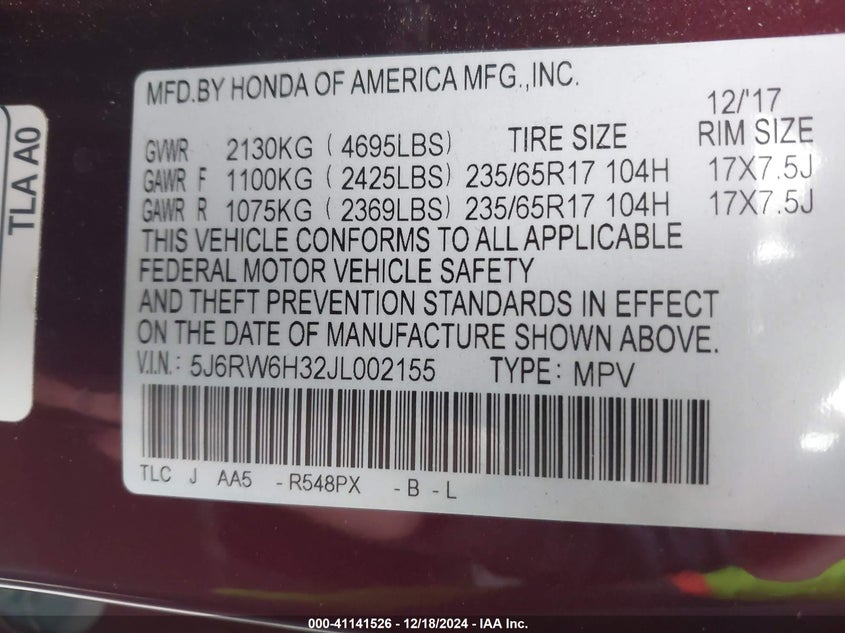 MFD.BY HONDA OF AMERICA MFG.,INC.
12/'17
GVWR 2130KG ( 4695LBS) TIRE SIZE RIM SIZE
GAWR F 1100KG ( 2425LBS) 235/65R17 104H 17X7.5J
GAWR R 1075KG ( 2369LBS) 235/65R17 104H 17X7.5J
THIS VEHICLE CONFORMS TO ALL APPLICABLE
FEDERAL MOTOR VEHICLE SAFETY
AND THEFT PREVENTION STANDARDS IN EFFECT
ON THE DATE OF MANUFACTURE SHOWN ABOVE.
V.I.N.: 5J6RW6H32JL002155 TYPE: MPV
TLC J AA5 - R548PX - B - L
TLA A0
000-41141526 - 12/18/2024 - IAA Inc.